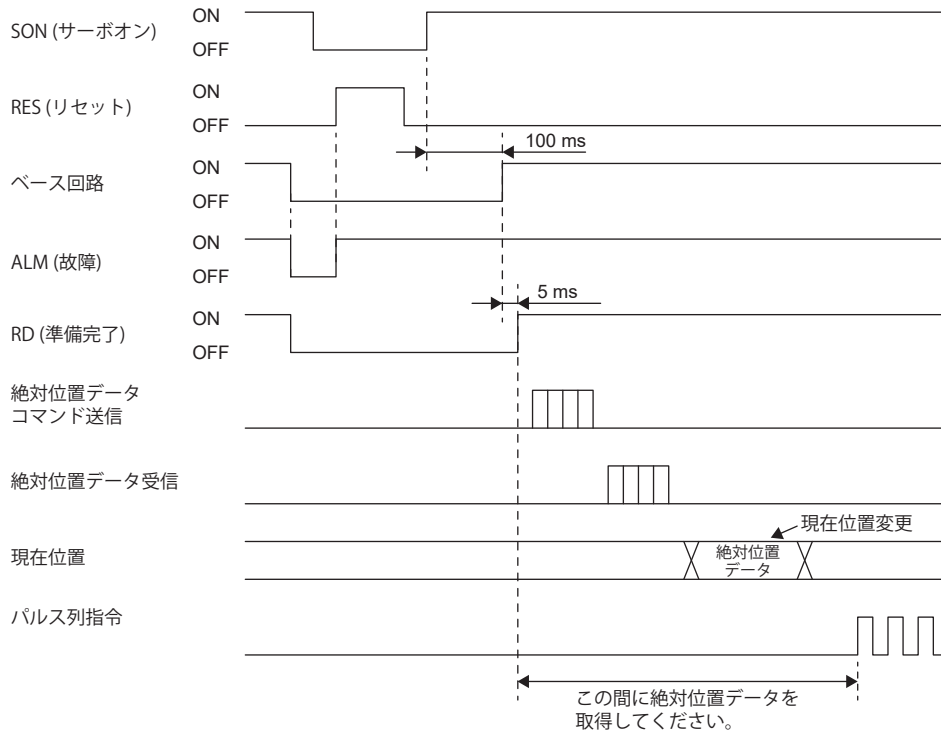 SON (サーボオン)
ON
OFF
RES (リセット)
ON
OFF
100 ms
ベース回路
ON
OFF
ALM (故障)
ON
OFF
5 ms
RD (準備完了)
ON
OFF
絶対位置データ
コマンド送信
絶対位置データ受信
現在位置変更
現在位置
絶対位置
データ
パルス列指令
この間に絶対位置データを
取得してください。